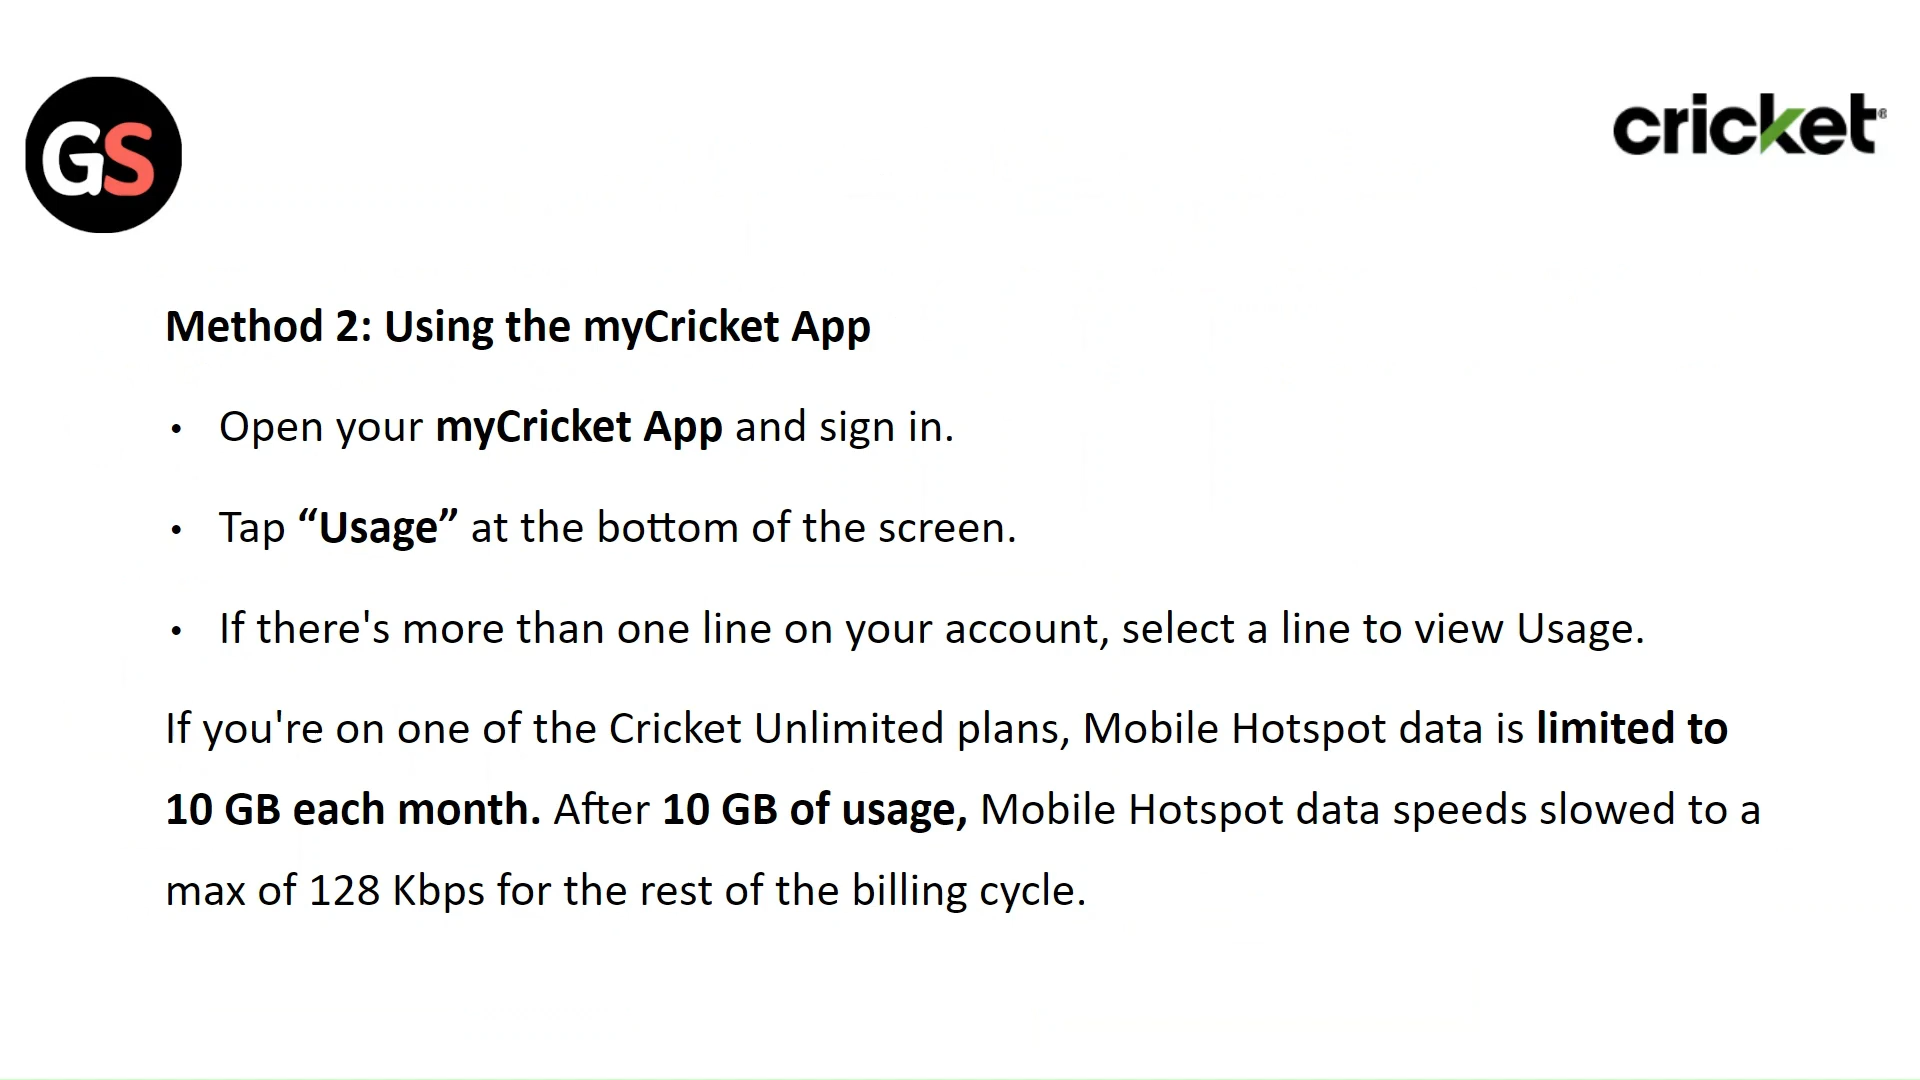 GS
cricket®
Method 2: Using the myCricket App
• Open your myCricket App and sign in.
• Tap “Usage” at the bottom of the screen.
• If there's more than one line on your account, select a line to view Usage.
If you're on one of the Cricket Unlimited plans, Mobile Hotspot data is limited to
10 GB each month. After 10 GB of usage, Mobile Hotspot data speeds slowed to a
max of 128 Kbps for the rest of the billing cycle.